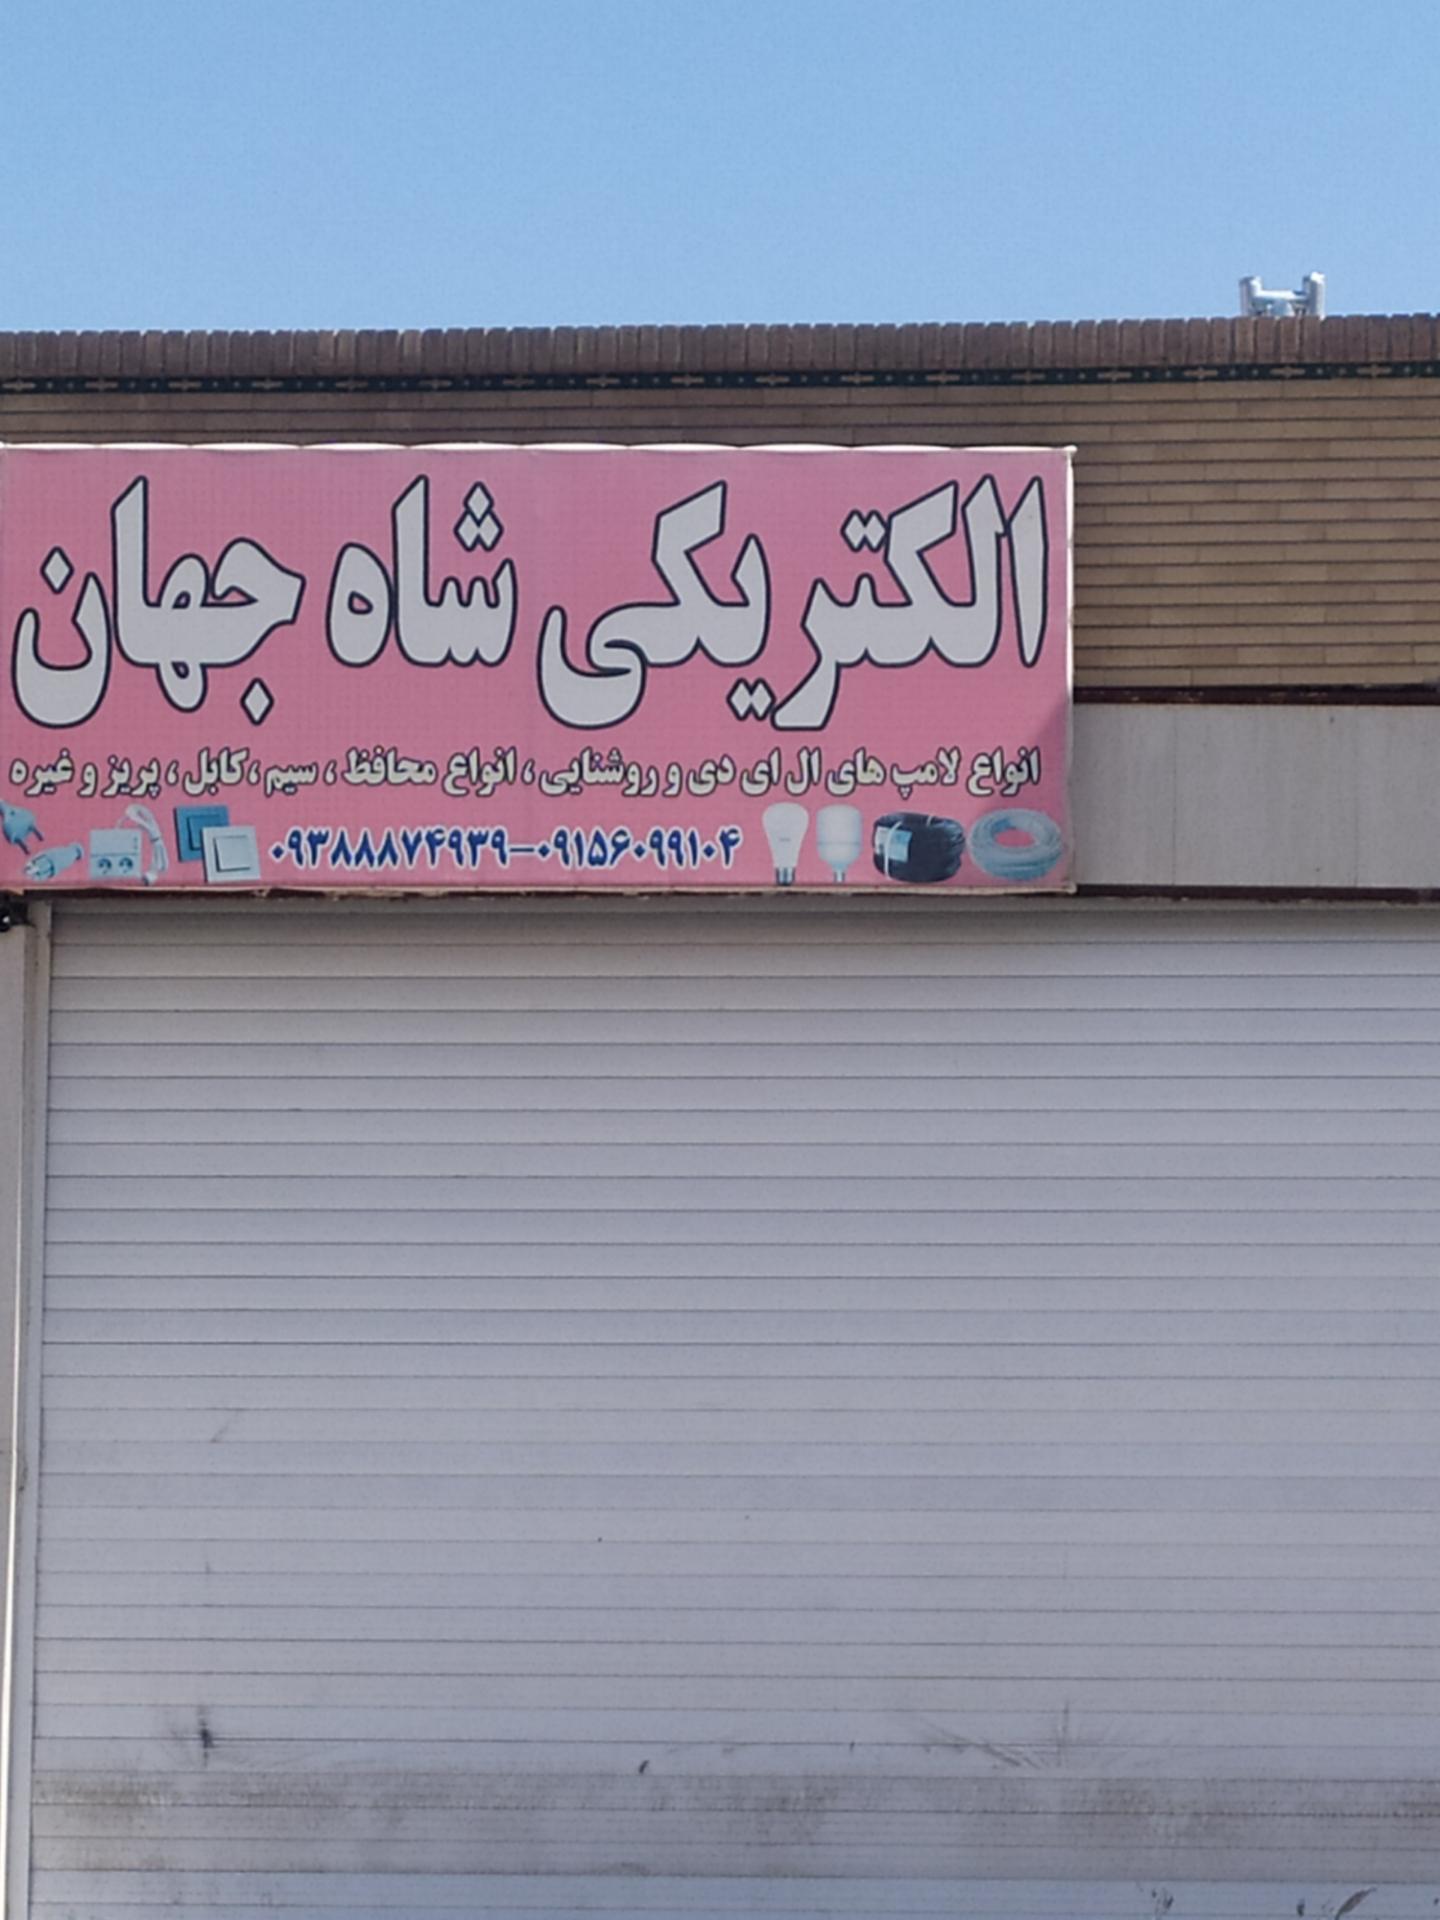 الکتریکی شاه جهان
انواع لامپ های ال ای دی و روشنایی ، انواع محافظ ، سیم ،کابل ، پریز و غیره
۰۹۳۸۸۸۷۴۹۳۹-۰۹۱۵۶۰۹۹۱۰۴